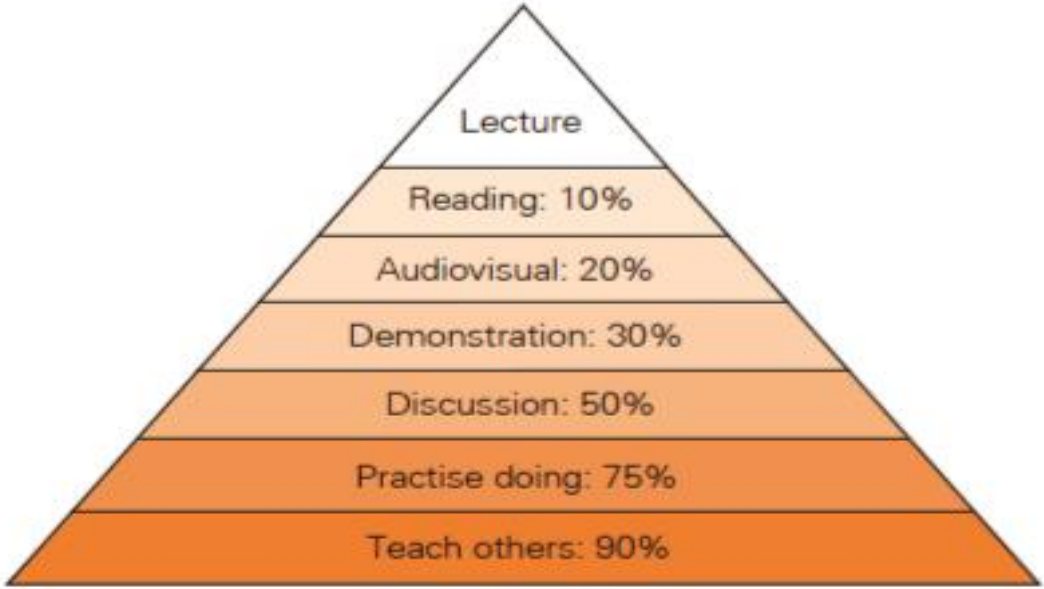 Lecture
Reading: 10%
Audiovisual: 20%
Demonstration: 30%
Discussion: 50%
Practise doing: 75%
Teach others: 90%